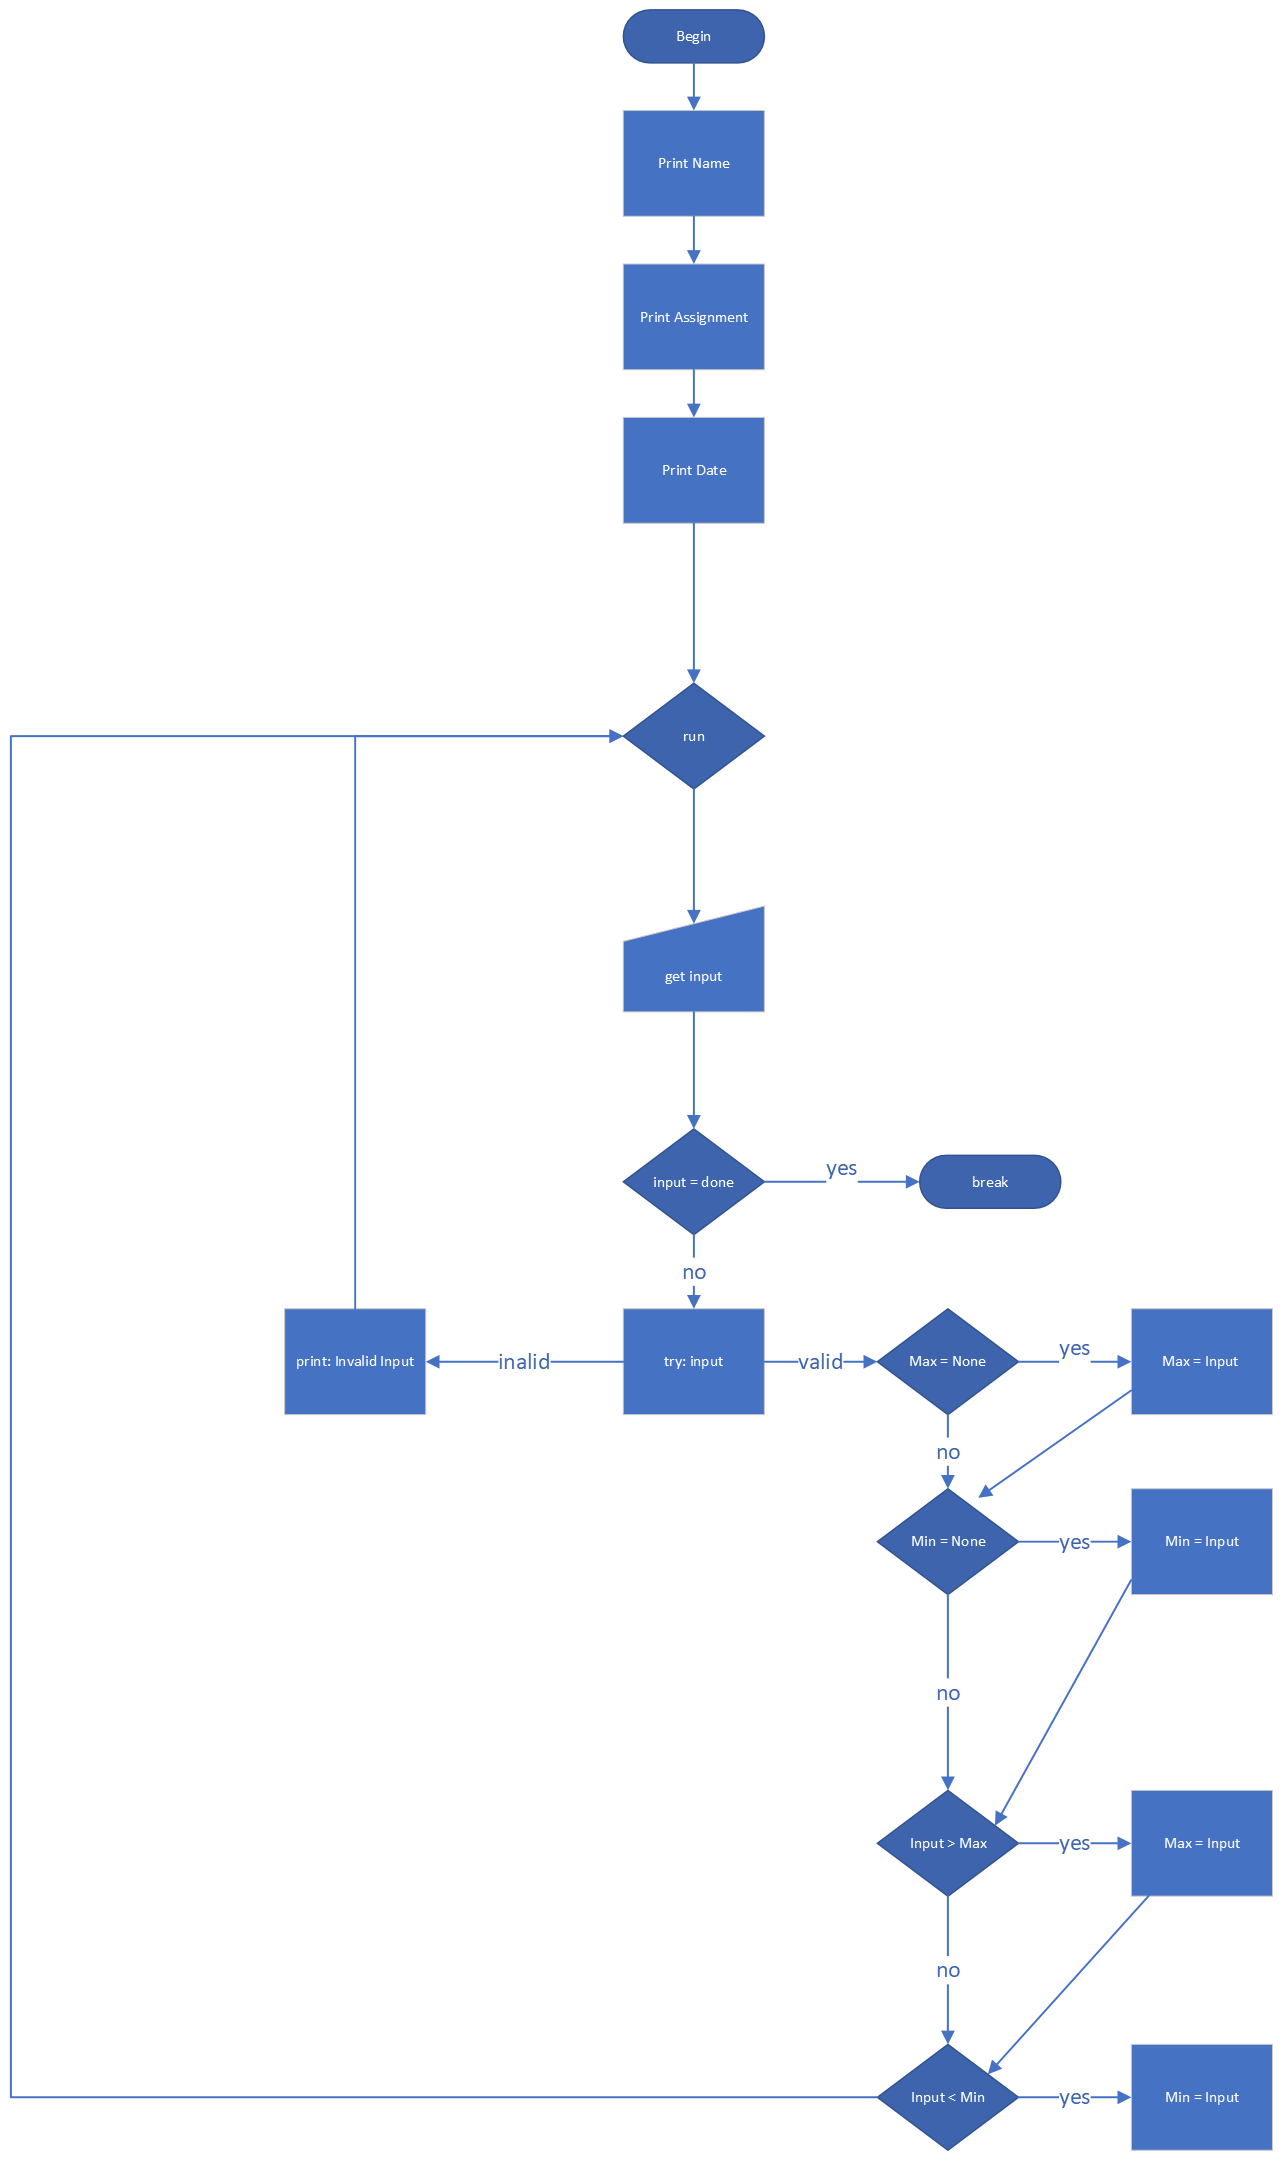 Begin
Print Name
Print Assignment
Print Date
run
get input
input = done
yes
break
no
print: Invalid Input
inalid
try: input
valid
Max = None
yes
Max = Input
no
Min = None
yes
Min = Input
no
Input > Max
yes
Max = Input
no
Input < Min
yes
Min = Input